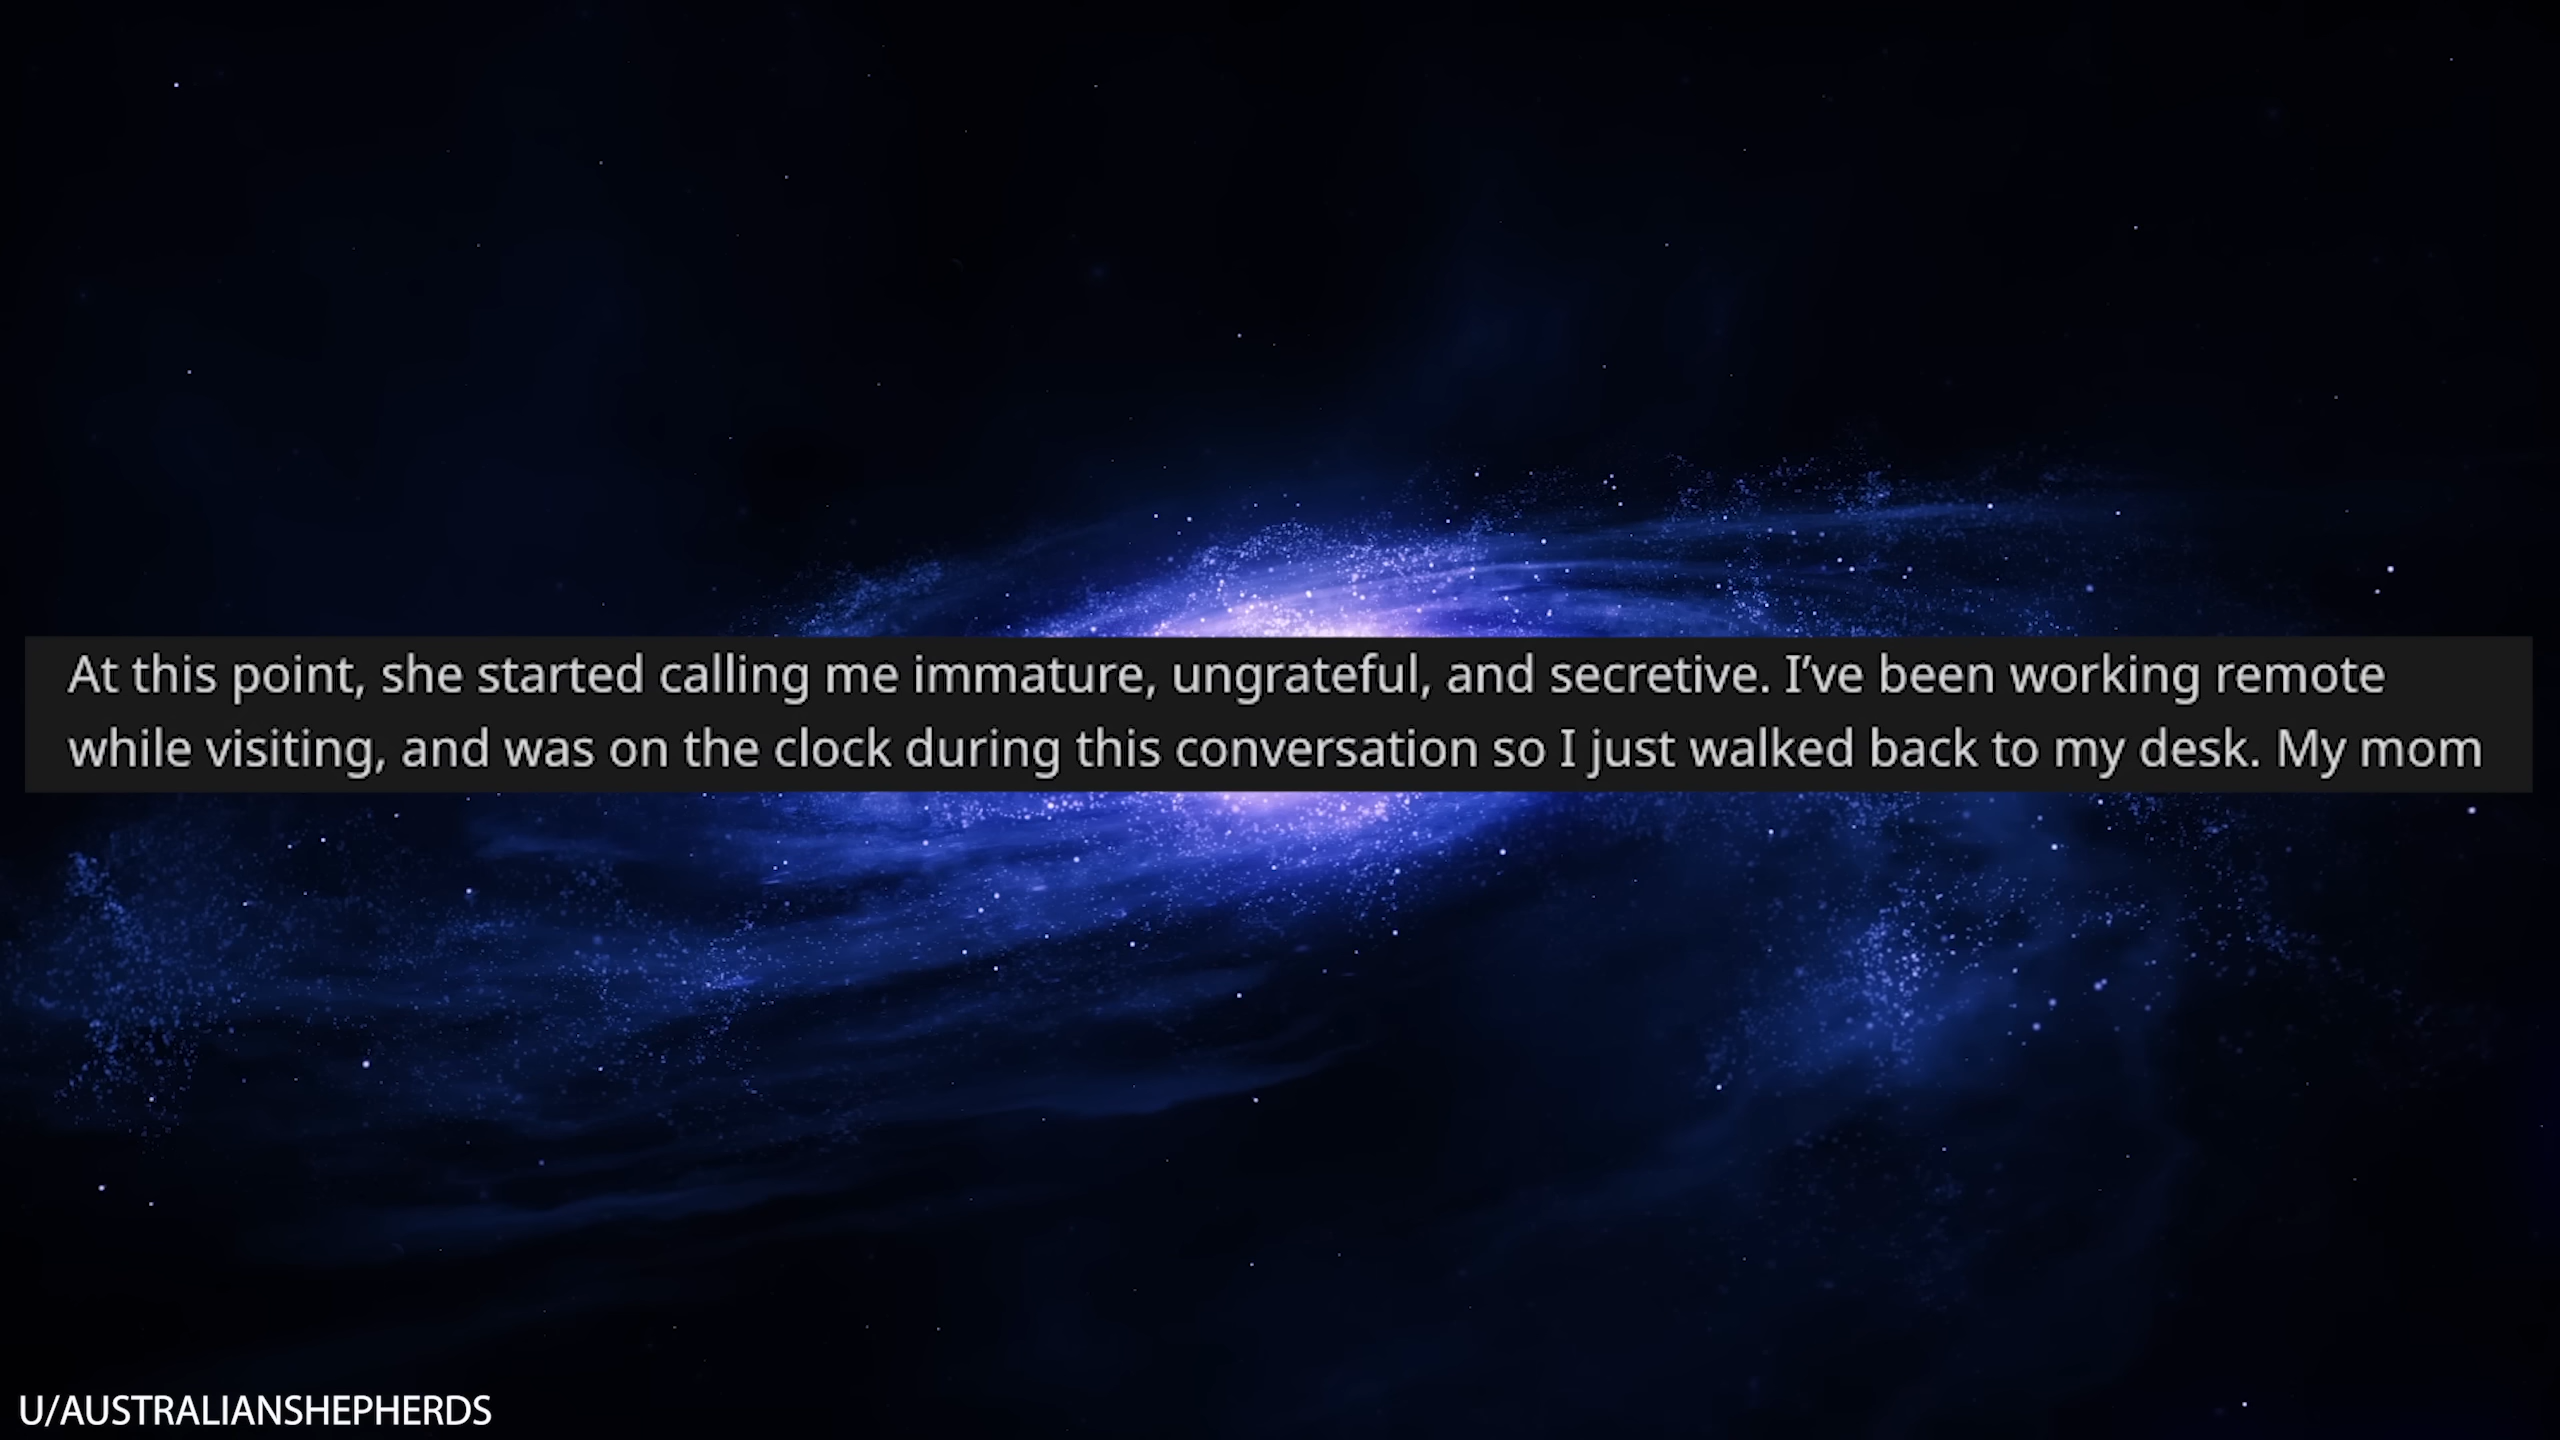 At this point, she started calling me immature, ungrateful, and secretive. I’ve been working remote
while visiting, and was on the clock during this conversation so I just walked back to my desk. My mom
U/AUSTRALIANSHEPHERDS